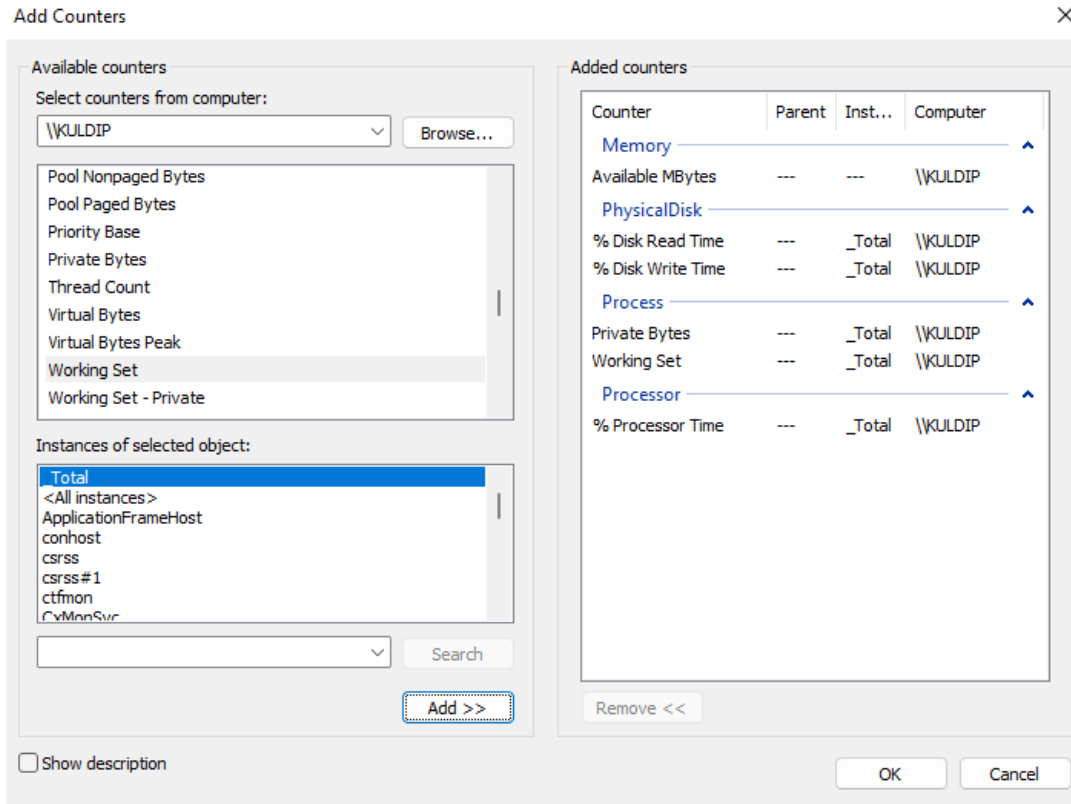 Add Counters
Available counters
Select counters from computer:
\\KULDIP
Browse...
Pool Nonpaged Bytes
Pool Paged Bytes
Priority Base
Private Bytes
Thread Count
Virtual Bytes
Virtual Bytes Peak
Working Set
Working Set - Private
Instances of selected object:
_Total
<All instances>
ApplicationFrameHost
conhost
csrss
csrss#1
ctfmon
CxMonSvc
Search
Add >>
Show description
Added counters
Counter Parent Inst... Computer
Memory
Available MBytes --- --- \\KULDIP
PhysicalDisk
% Disk Read Time --- _Total \\KULDIP
% Disk Write Time --- _Total \\KULDIP
Process
Private Bytes --- _Total \\KULDIP
Working Set --- _Total \\KULDIP
Processor
% Processor Time --- _Total \\KULDIP
Remove <<
OK
Cancel